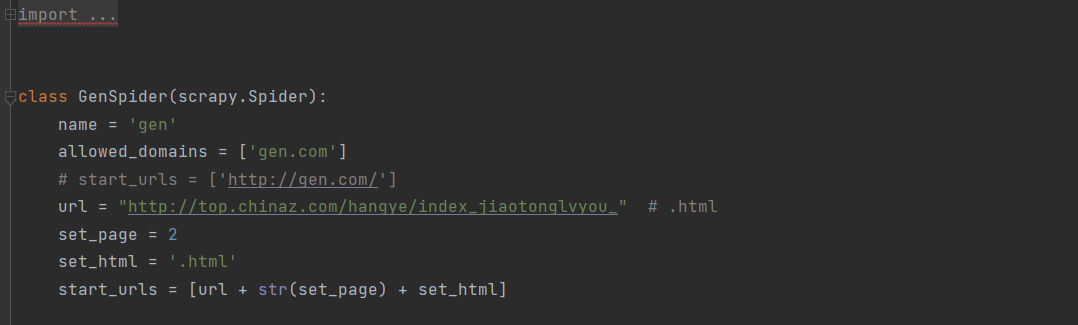 import ...
class GenSpider(scrapy.Spider):
    name = 'gen'
    allowed_domains = ['gen.com']
    # start_urls = ['http://gen.com/']
    url = "http://top.chinaz.com/hangye/index_jiaotonglvyou_"  # .html
    set_page = 2
    set_html = '.html'
    start_urls = [url + str(set_page) + set_html]